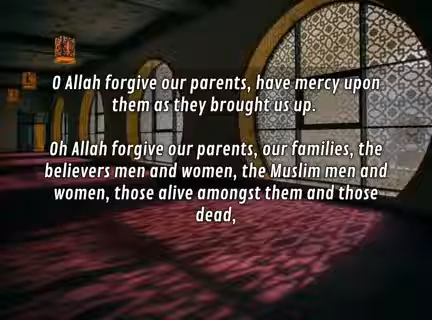 O Allah forgive our parents, have mercy upon
them as they brought us up.
Oh Allah forgive our parents, our families, the
believers men and women, the Muslim men and
women, those alive amongst them and those
dead,